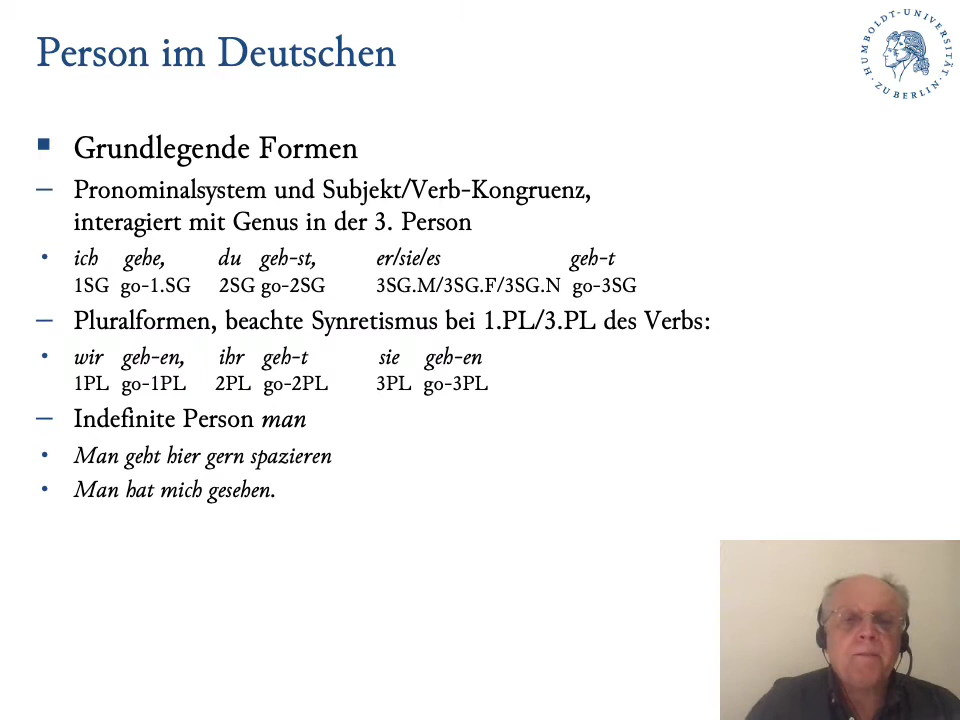 Person im Deutschen
HUMBOLDT-UNIVERSITÄT ZU BERLIN
Grundlegende Formen
Pronominalsystem und Subjekt/Verb-Kongruenz,
interagiert mit Genus in der 3. Person
ich gehe, du geh-st, er/sie/es geh-t
1SG go-1.SG 2SG go-2SG 3SG.M/3SG.F/3SG.N go-3SG
Pluralformen, beachte Synretismus bei 1.PL/3.PL des Verbs:
wir geh-en, ihr geh-t sie geh-en
1PL go-1PL 2PL go-2PL 3PL go-3PL
Indefinite Person man
Man geht hier gern spazieren
Man hat mich gesehen.